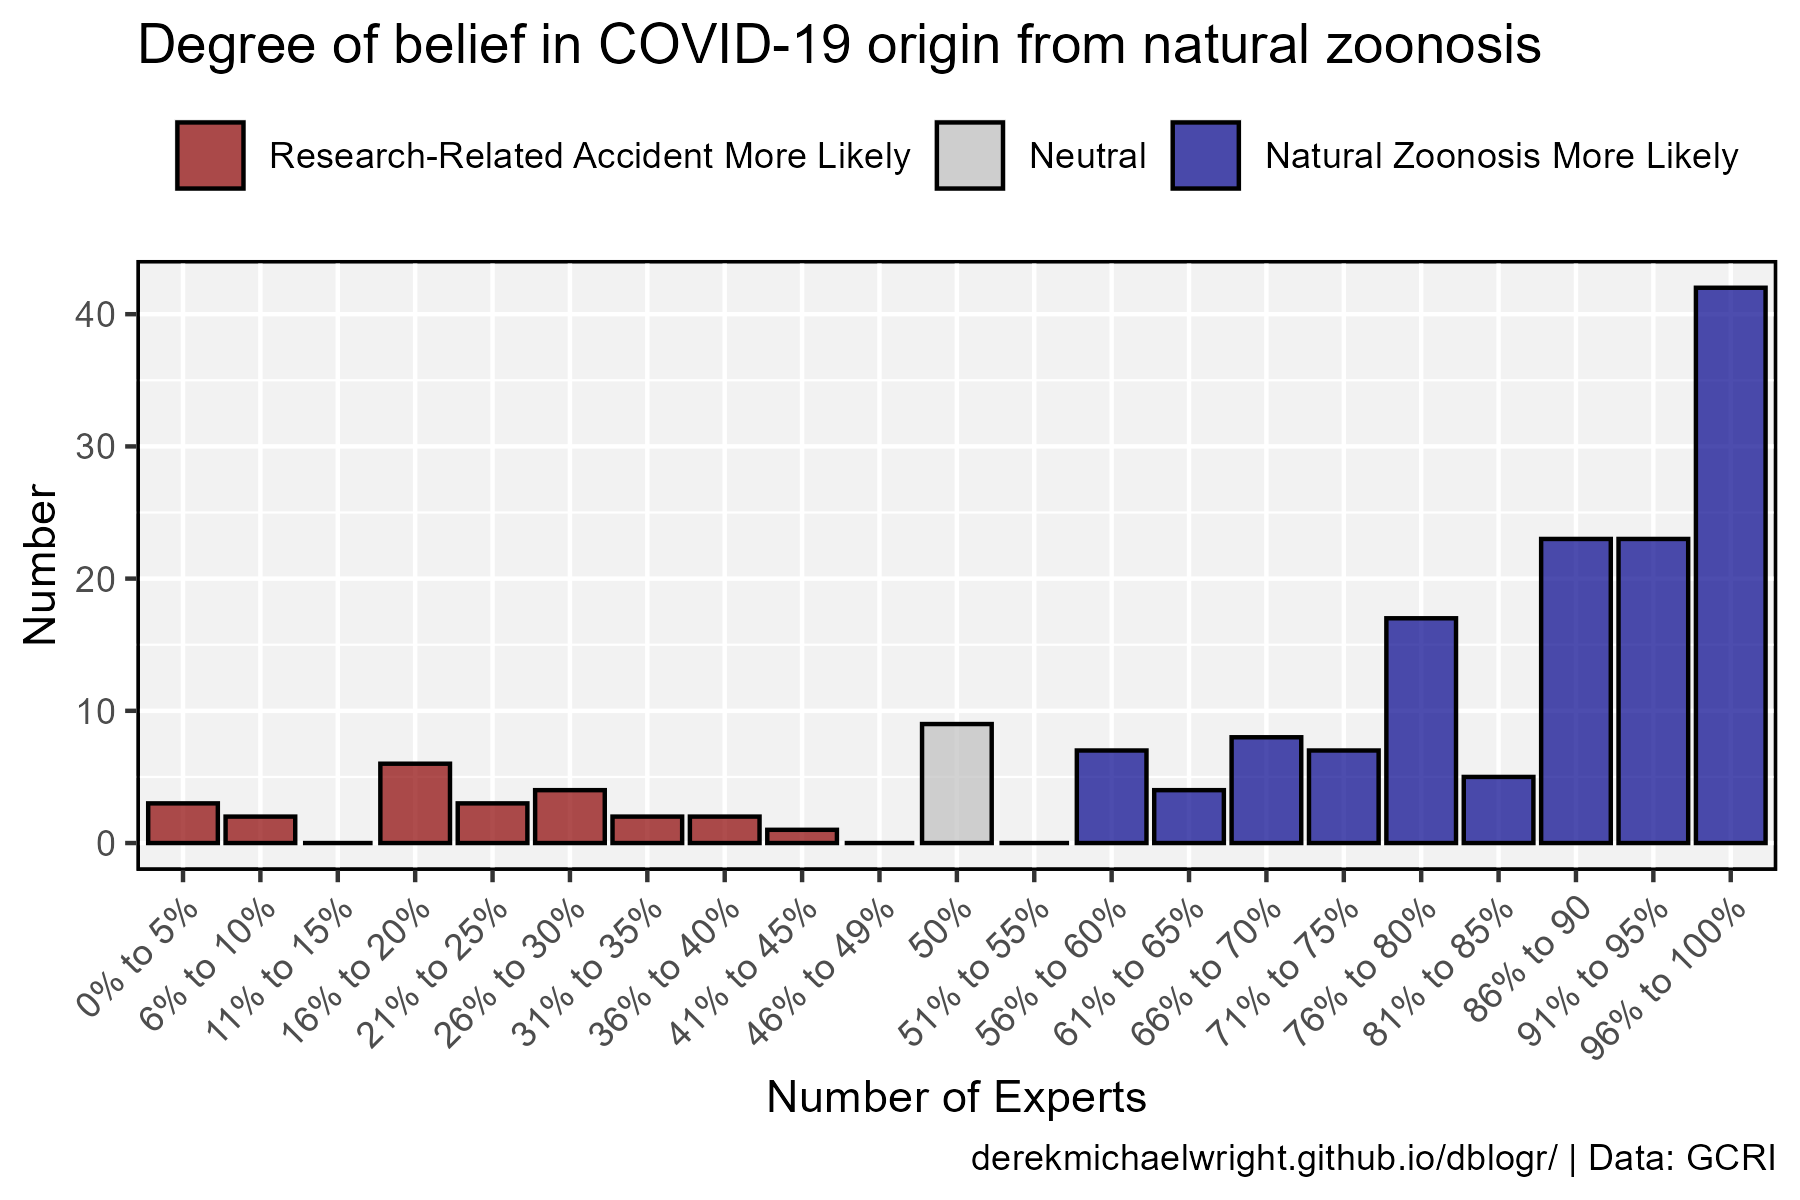 Degree of belief in COVID-19 origin from natural zoonosis
Research-Related Accident More Likely Neutral Natural Zoonosis More Likely
Number
40
30
20
10
0
0% to 5%
6% to 10%
11% to 15%
16% to 20%
21% to 25%
26% to 30%
31% to 35%
36% to 40%
41% to 45%
46% to 49%
50%
51% to 55%
56% to 60%
61% to 65%
66% to 70%
71% to 75%
76% to 80%
81% to 85%
86% to 90
91% to 95%
96% to 100%
Number of Experts
derekmichaelwright.github.io/dblogr/ | Data: GCRI